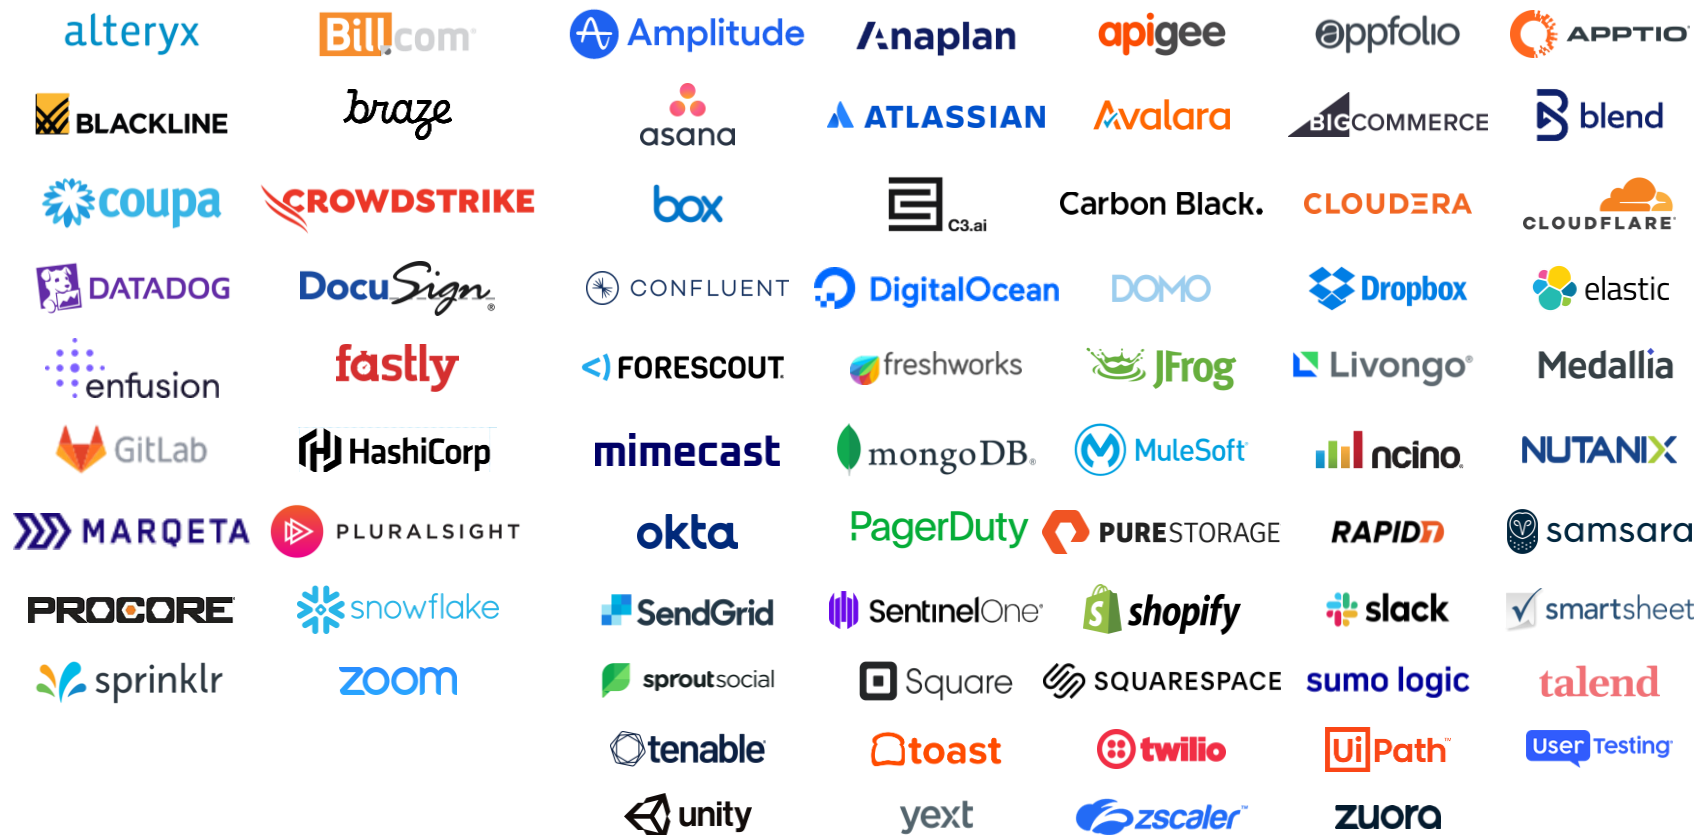 alteryx
Bill.com
Amplitude
Anaplan
apigee
appfolio
APPTIO
BLACKLINE
braze
asana
ATLASSIAN
Avalara
BIGCOMMERCE
blend
coupa
CROWDSTRIKE
box
C3.ai
Carbon Black.
CLOUDERA
CLOUDFLARE
DATADOG
DocuSign®
CONFLUENT
DigitalOcean
DOMO
Dropbox
elastic
enfusion
fastly
FORESCOUT.
freshworks
JFrog
Livongo®
Medallia
GitLab
HashiCorp
mimecast
mongoDB®
MuleSoft
ncino
NUTANIX
MARQETA
PLURALSIGHT
okta
PagerDuty
PURESTORAGE
RAPID7
samsara
PROCORE
snowflake
SendGrid
SentinelOne
shopify
slack
smartsheet
sprinklr
zoom
sproutsocial
Square
SQUARESPACE
sumo logic
talend
tenable
toast
twilio
UiPath™
UserTesting
unity
yext
zscaler™
zuora